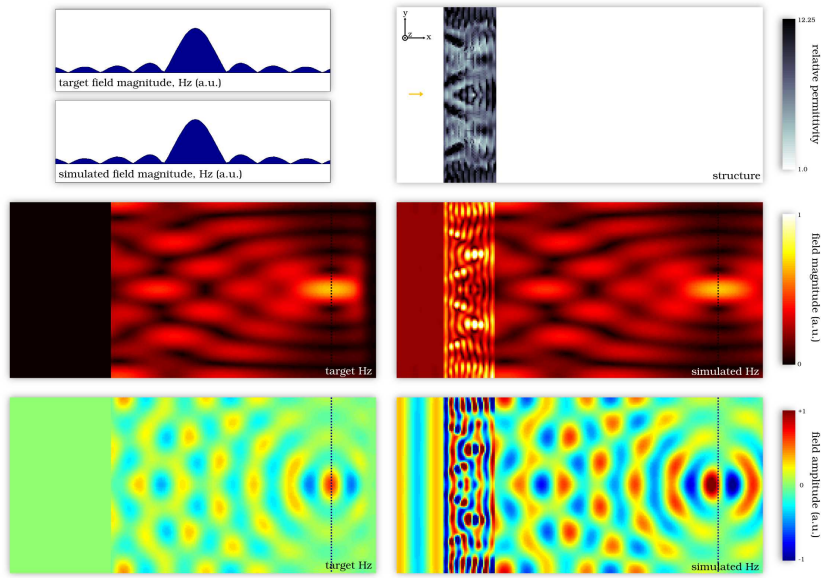 target field magnitude, Hz (a.u.)
simulated field magnitude, Hz (a.u.)
y
z
x
structure
12.25
1.0
relative permittivity
target Hz
simulated Hz
1
0
field magnitude (a.u.)
target Hz
simulated Hz
+1
0
-1
field amplitude (a.u.)